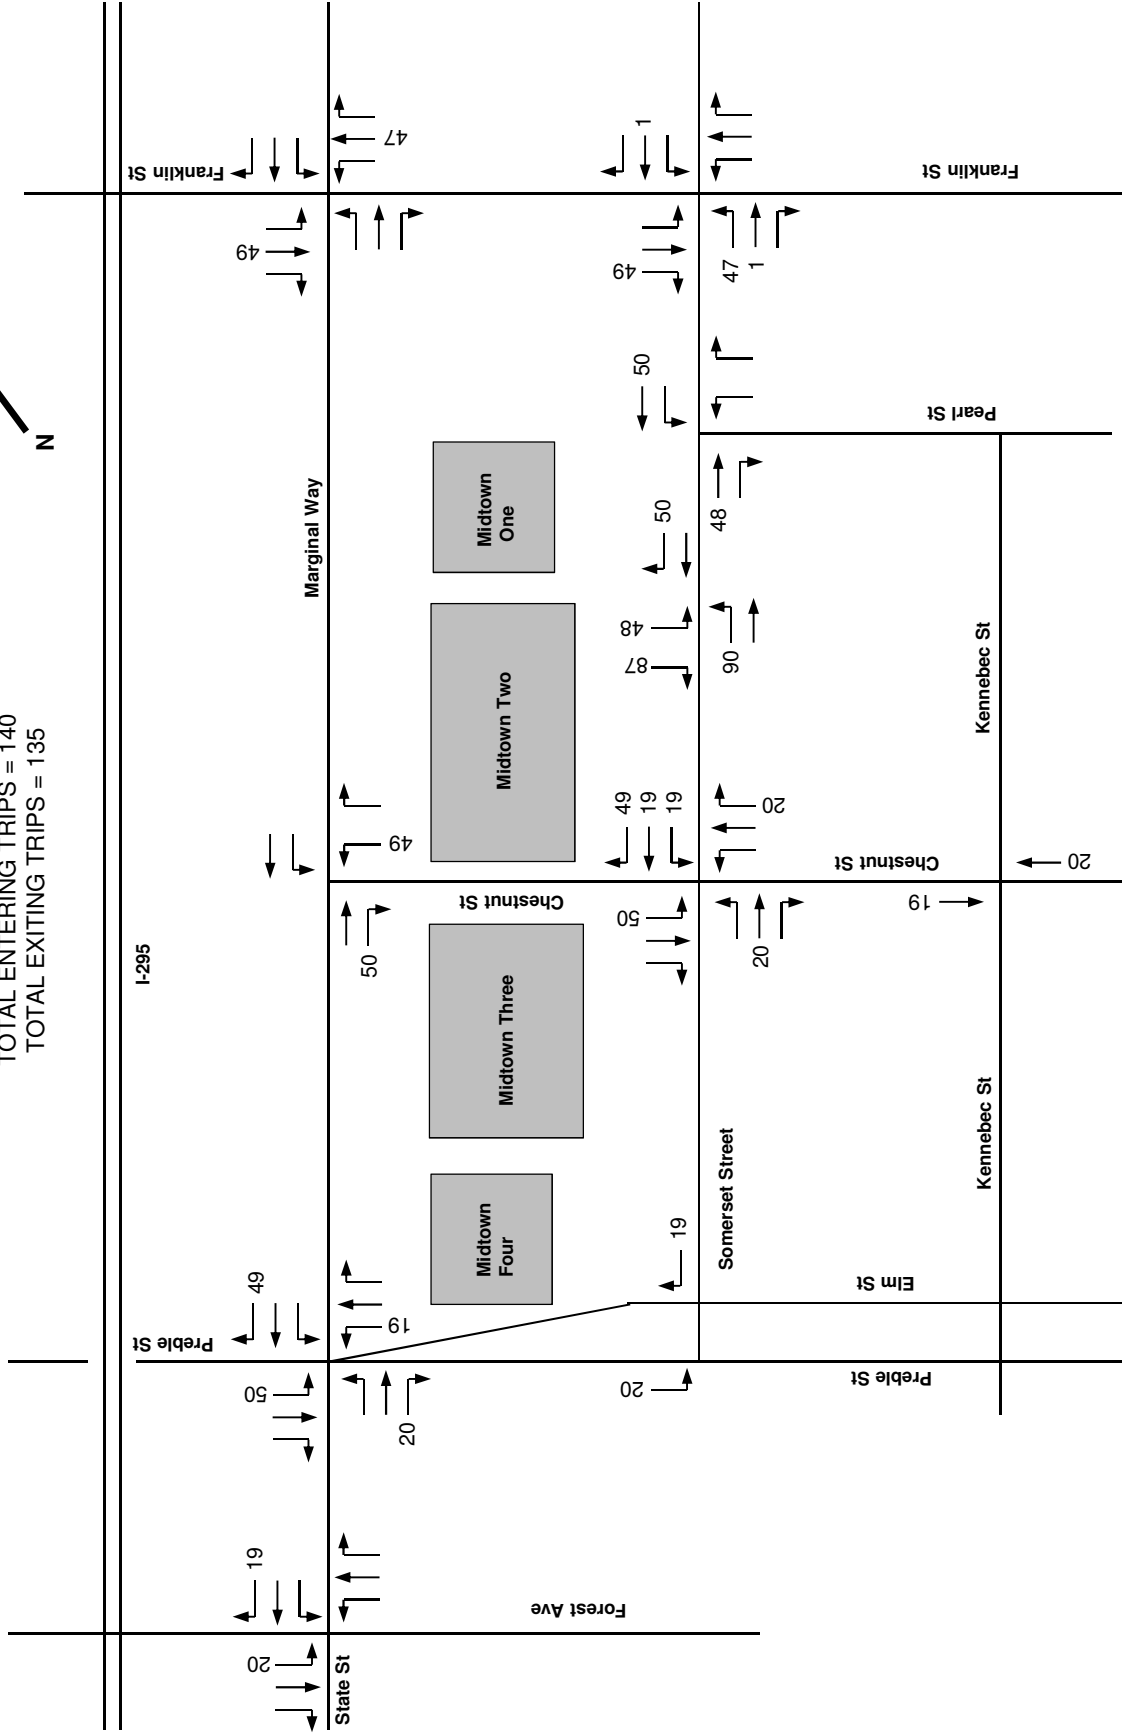 TOTAL ENTERING TRIPS = 140
TOTAL EXITING TRIPS = 135
N
I-295
Franklin St
Preble St
49
49
50
19
20
Marginal Way
State St
47
49
50
19
20
Midtown
One
Midtown Two
Midtown Three
Midtown
Four
Chestnut St
Forest Ave
1
49
50
50
48
87
49
19
19
50
19
20
Somerset Street
47
1
48
90
20
20
Franklin St
Pearl St
Chestnut St
Elm St
Preble St
19
20
Kennebec St
Kennebec St